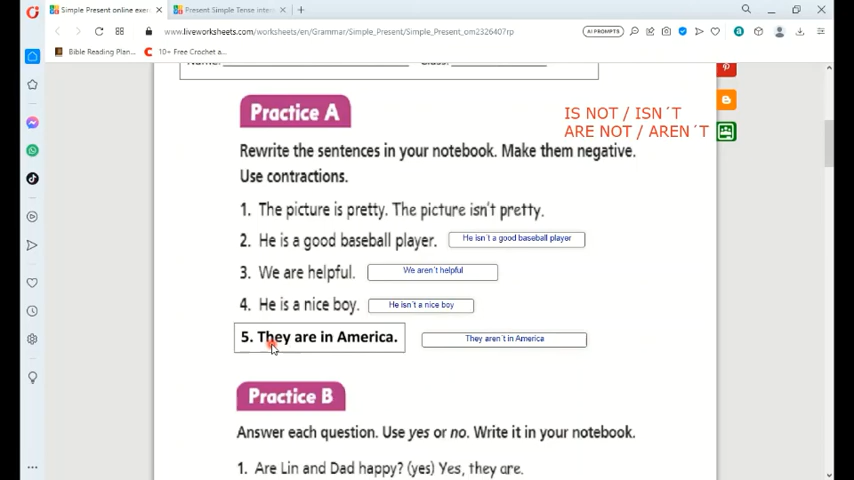 Simple Present online exer
Present Simple Tense inter
www.liveworksheets.com/worksheets/en/Grammar/Simple_Present/Simple_Present_om2326407rp
AI PROMPTS
Bible Reading Plan...
10+ Free Crochet a...
Practice A
IS NOT / ISN´T
ARE NOT / AREN´T
Rewrite the sentences in your notebook. Make them negative.
Use contractions.
1. The picture is pretty. The picture isn't pretty.
2. He is a good baseball player. He isn´t a good baseball player
3. We are helpful. We aren´t helpful
4. He is a nice boy. He isn´t a nice boy
5. They are in America. They aren´t in America
Practice B
Answer each question. Use yes or no. Write it in your notebook.
1. Are Lin and Dad happy? (yes) Yes, they are.